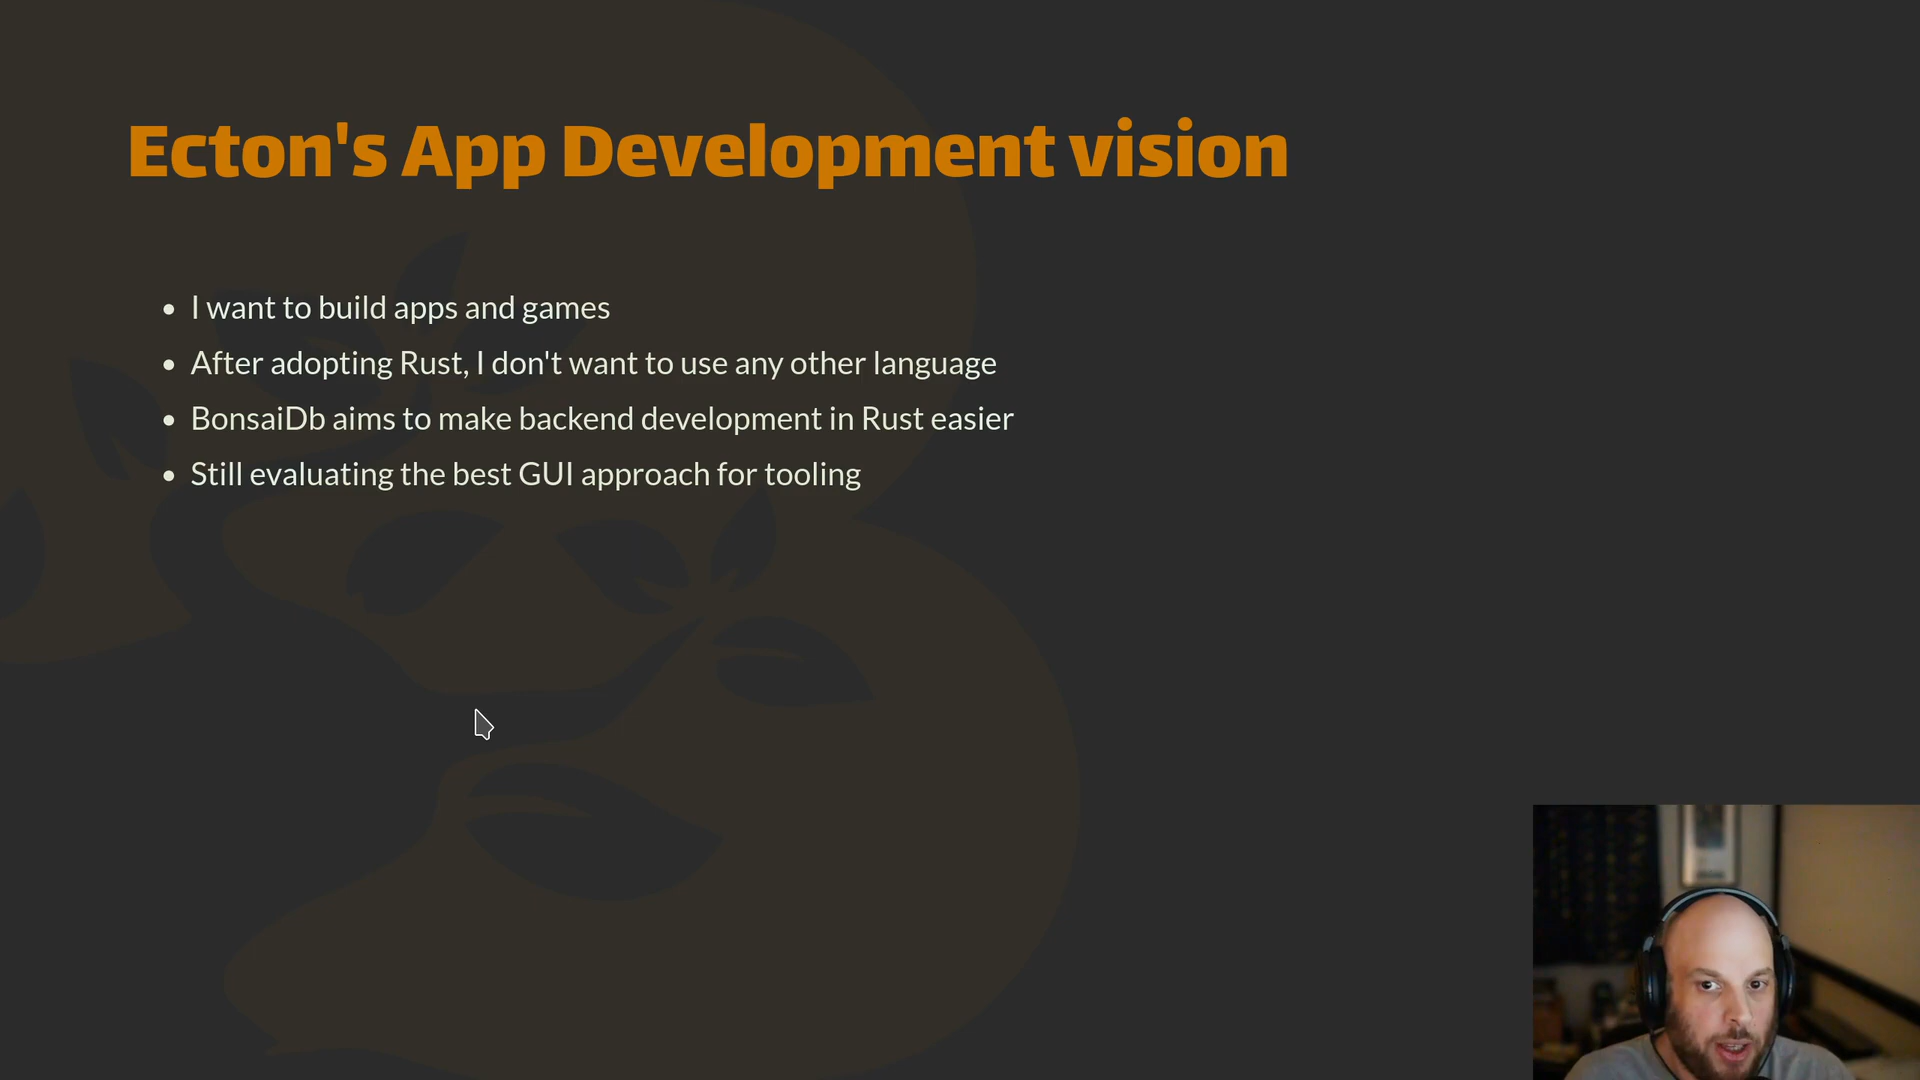 Ecton's App Development vision
I want to build apps and games
After adopting Rust, I don't want to use any other language
BonsaiDb aims to make backend development in Rust easier
Still evaluating the best GUI approach for tooling